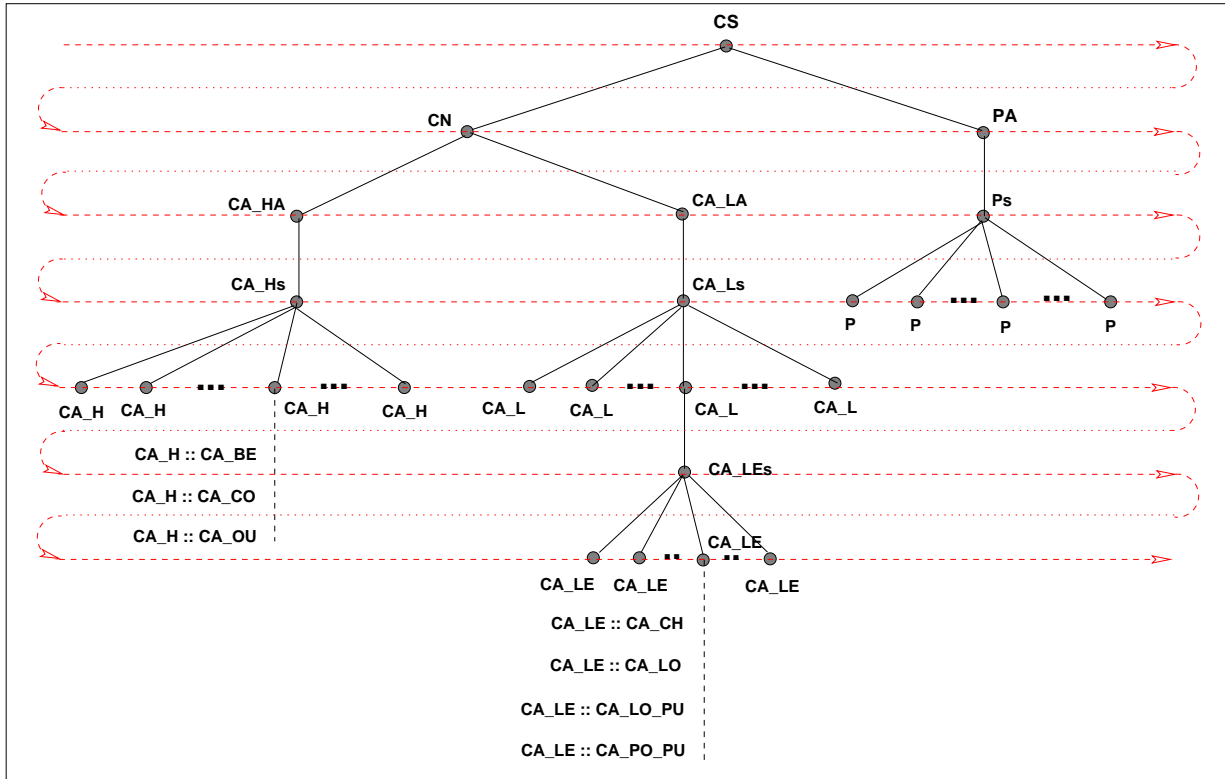 CS
CN
PA
CA_HA
CA_LA
Ps
CA_Hs
CA_Ls
P P P P
CA_H CA_H CA_H CA_H CA_L CA_L CA_L CA_L
CA_H :: CA_BE
CA_LEs
CA_H :: CA_CO
CA_H :: CA_OU
CA_LE
CA_LE CA_LE CA_LE
CA_LE :: CA_CH
CA_LE :: CA_LO
CA_LE :: CA_LO_PU
CA_LE :: CA_PO_PU